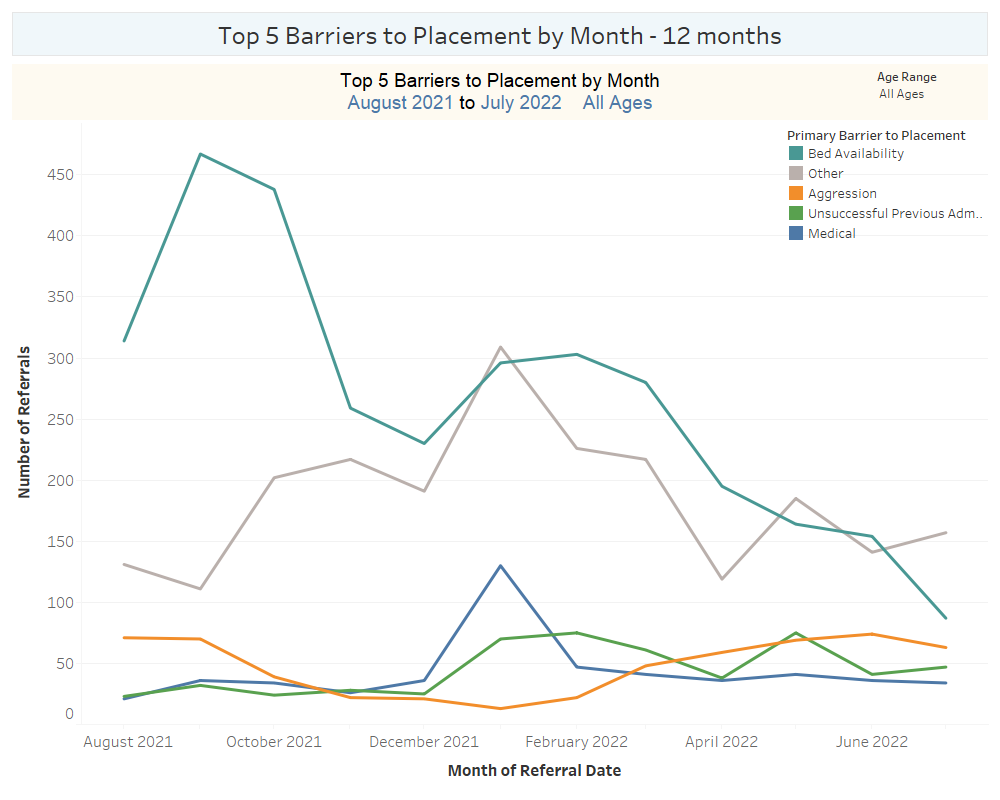 Top 5 Barriers to Placement by Month - 12 months
Top 5 Barriers to Placement by Month
August 2021 to July 2022 All Ages
Age Range
All Ages
Primary Barrier to Placement
Bed Availability
Other
Aggression
Unsuccessful Previous Adm..
Medical
Number of Referrals
450
400
350
300
250
200
150
100
50
0
August 2021 October 2021 December 2021 February 2022 April 2022 June 2022
Month of Referral Date